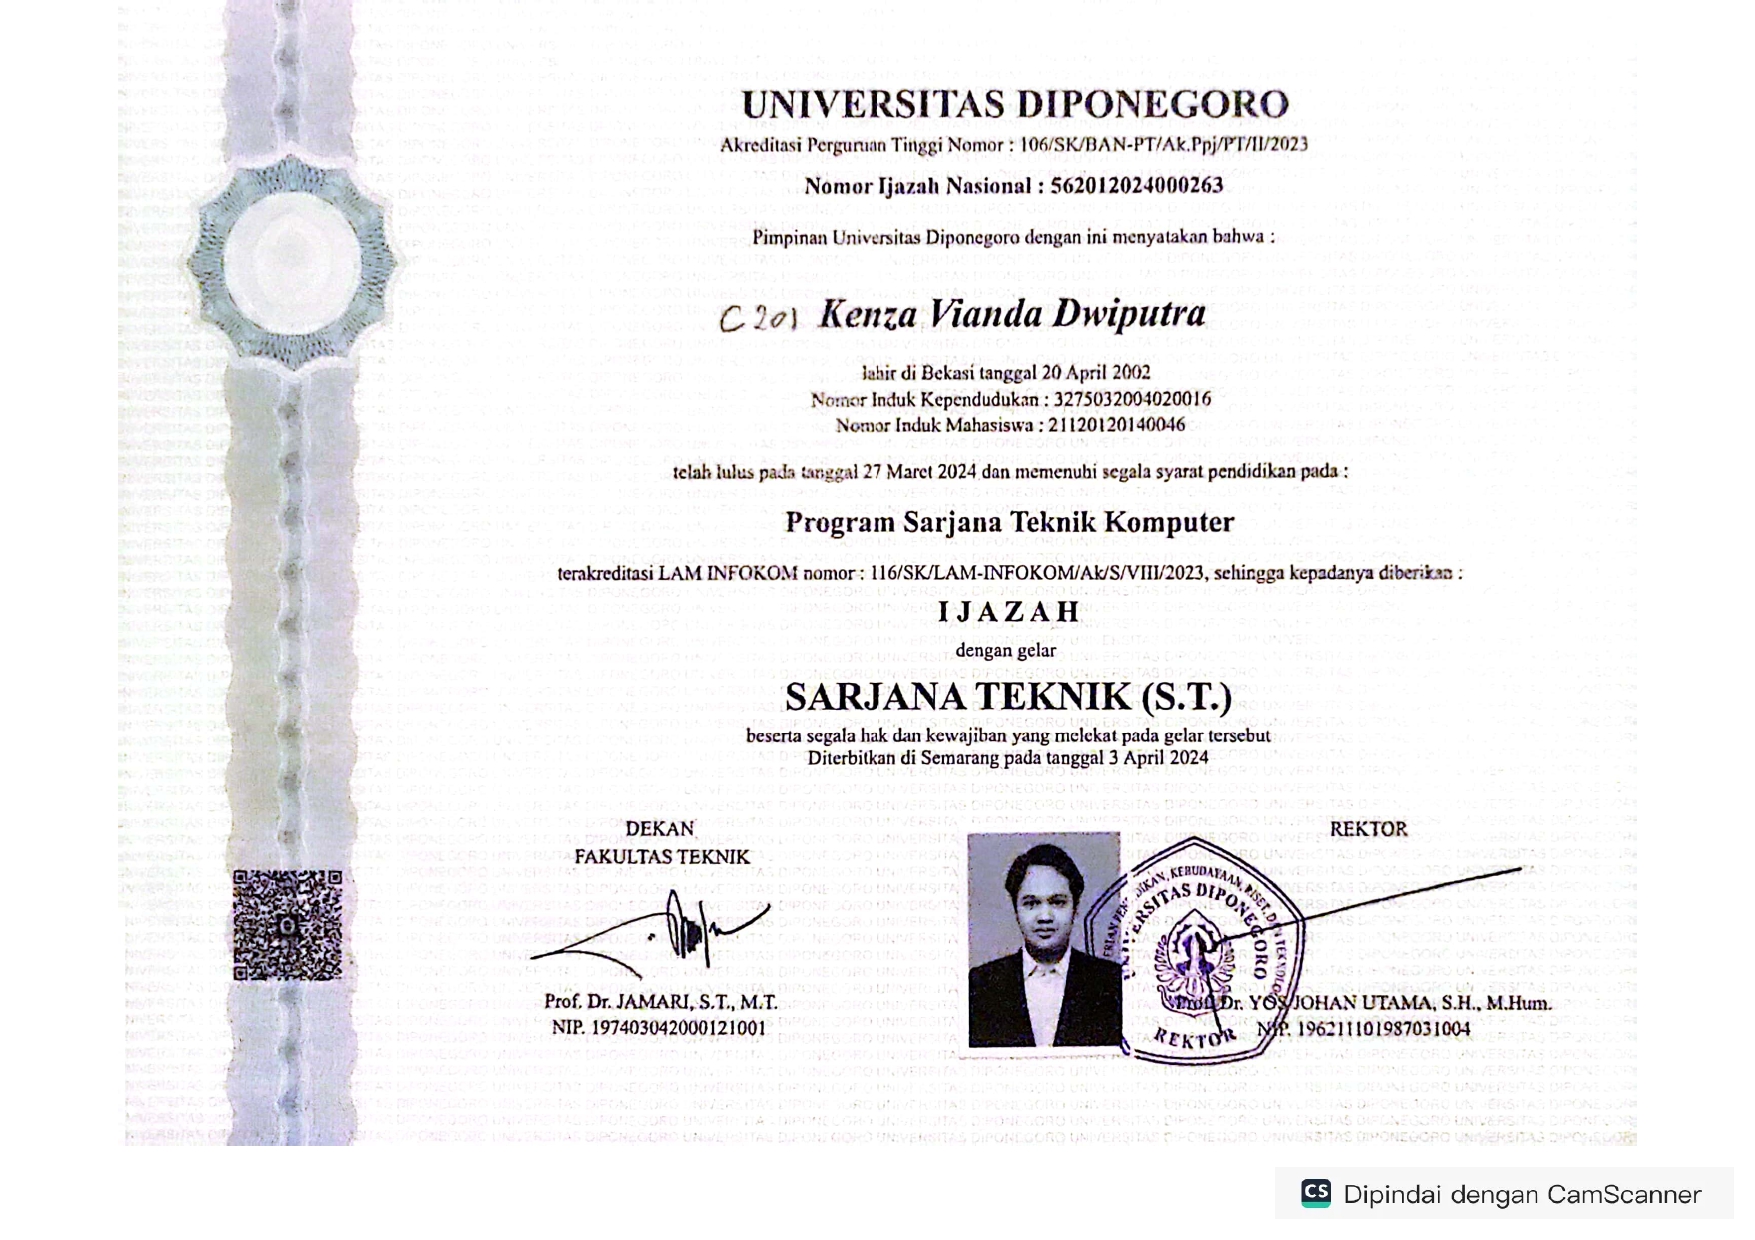 UNIVERSITAS DIPONEGORO
Akreditasi Perguruan Tinggi Nomor : 106/SK/BAN-PT/Ak.Ppj/PT/II/2023
Nomor Ijazah Nasional : 562012024000263
Pimpinan Universitas Diponegoro dengan ini menyatakan bahwa :
C201 Kenza Vianda Dwiputra
lahir di Bekasi tanggal 20 April 2002
Nomor Induk Kependudukan : 3275032004020016
Nomor Induk Mahasiswa : 21120120140046
telah lulus pada tanggal 27 Maret 2024 dan memenuhi segala syarat pendidikan pada :
Program Sarjana Teknik Komputer
terakreditasi LAM INFOKOM nomor : 116/SK/LAM-INFOKOM/Ak/S/VIII/2023, sehingga kepadanya diberikan :
IJAZAH
dengan gelar
SARJANA TEKNIK (S.T.)
beserta segala hak dan kewajiban yang melekat pada gelar tersebut
Diterbitkan di Semarang pada tanggal 3 April 2024
DEKAN
FAKULTAS TEKNIK
Prof. Dr. JAMARI, S.T., M.T.
NIP. 197403042000121001
REKTOR
KEBUDAYAAN, RISET, DAN
UNIVERSITAS DIPONEGORO
REKTOR
Prof. Dr. YOS JOHAN UTAMA, S.H., M.Hum.
NIP. 196211101987031004
CS Dipindai dengan CamScanner